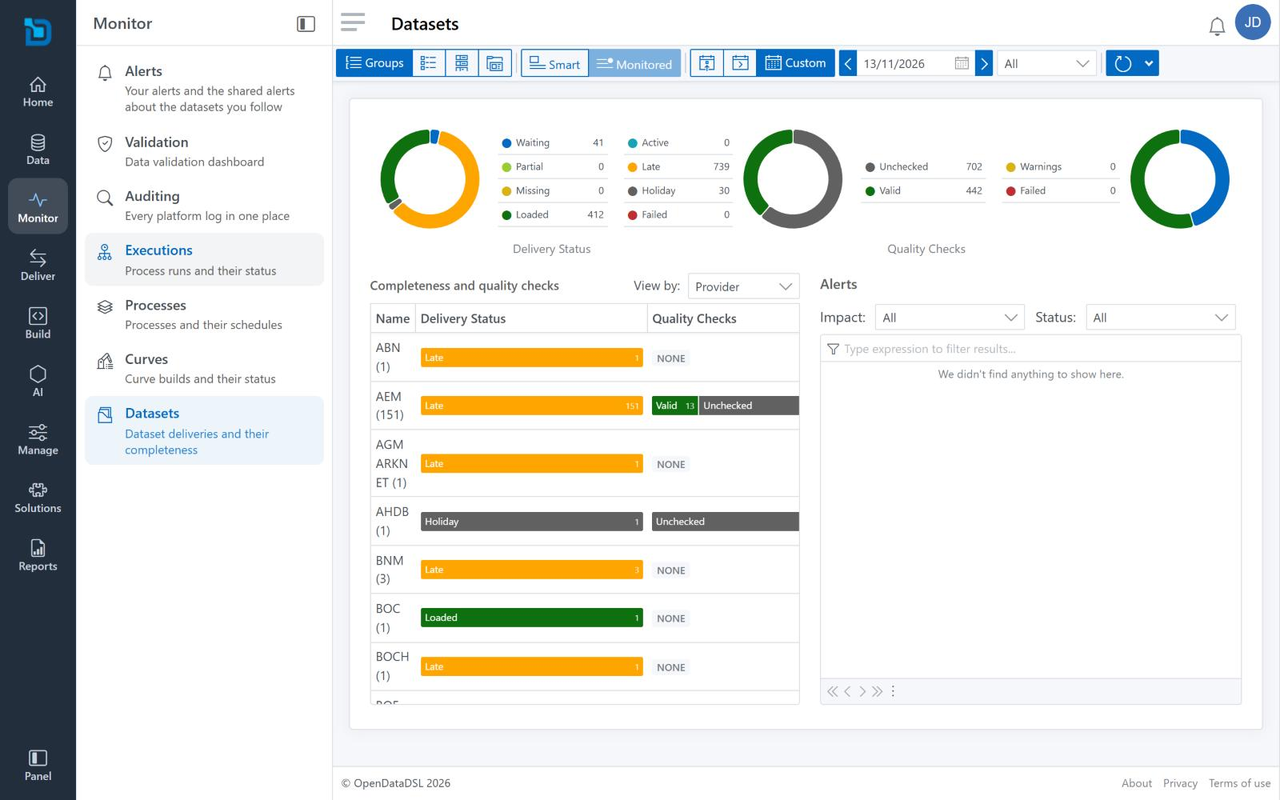 Monitor
Datasets
JD
Home
Data
Monitor
Deliver
Build
AI
Manage
Solutions
Reports
Panel
Alerts
Your alerts and the shared alerts
about the datasets you follow
Validation
Data validation dashboard
Auditing
Every platform log in one place
Executions
Process runs and their status
Processes
Processes and their schedules
Curves
Curve builds and their status
Datasets
Dataset deliveries and their
completeness
Groups
Smart
Monitored
Custom
13/11/2026
All
Waiting 41
Active 0
Partial 0
Late 739
Missing 0
Holiday 30
Loaded 412
Failed 0
Delivery Status
Unchecked 702
Warnings 0
Valid 442
Failed 0
Quality Checks
Completeness and quality checks
View by: Provider
Name Delivery Status Quality Checks
ABN
(1)
Late 1
NONE
AEM
(151)
Late 151
Valid 13 Unchecked
AGM
ARKN
ET (1)
Late 1
NONE
AHDB
(1)
Holiday 1
Unchecked
BNM
(3)
Late 3
NONE
BOC
(1)
Loaded 1
NONE
BOCH
(1)
Late 1
NONE
Alerts
Impact: All Status: All
Type expression to filter results...
We didn't find anything to show here.
© OpenDataDSL 2026
About Privacy Terms of use